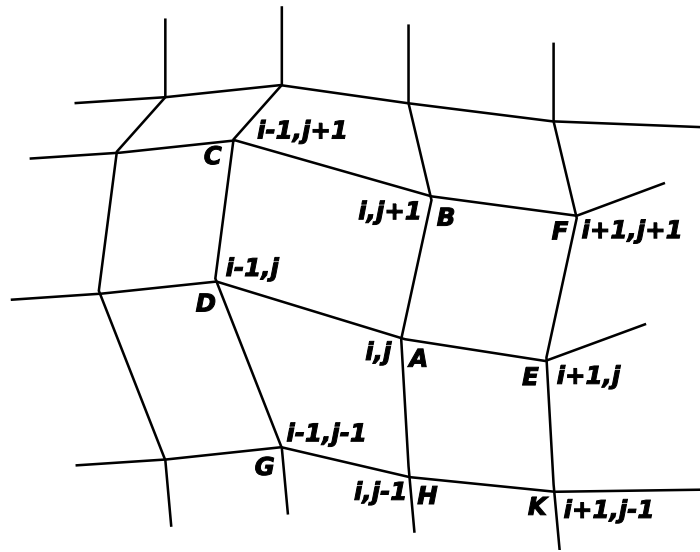 i-1,j+1
C
i,j+1 B
F i+1,j+1
i-1,j
D
i,j A
E i+1,j
i-1,j-1
G
i,j-1 H
K i+1,j-1